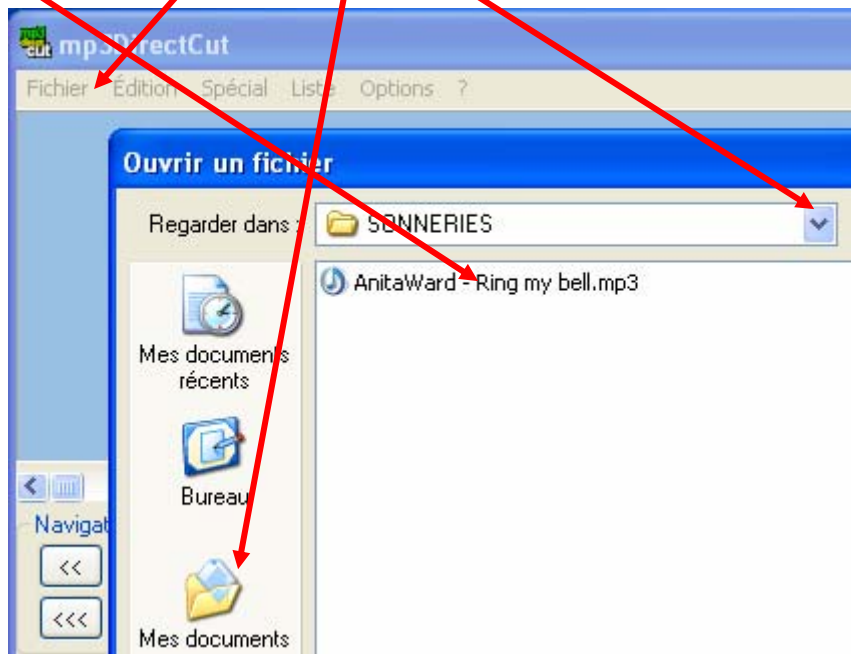 mp3DirectCut
Fichier Édition Spécial Liste Options ?
Ouvrir un fichier
Regarder dans : SONNERIES
AnitaWard - Ring my bell.mp3
Mes documents
récents
Bureau
Navigat
<<
<<<
Mes documents